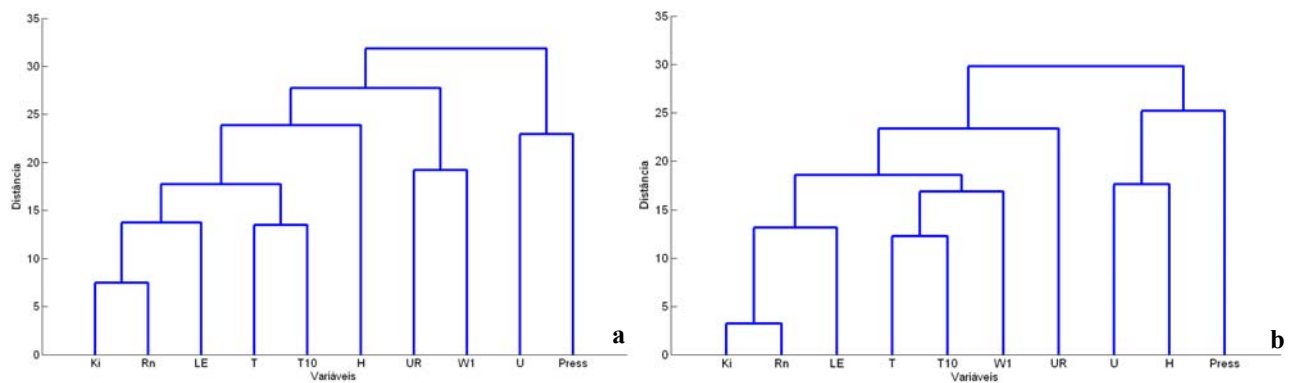 35
30
25
20
15
10
5
0
Distância
Ki Rn LE T T10 H UR W1 U Press
Variáveis
a
35
30
25
20
15
10
5
0
Distância
Ki Rn LE T T10 W1 UR U H Press
Variáveis
b